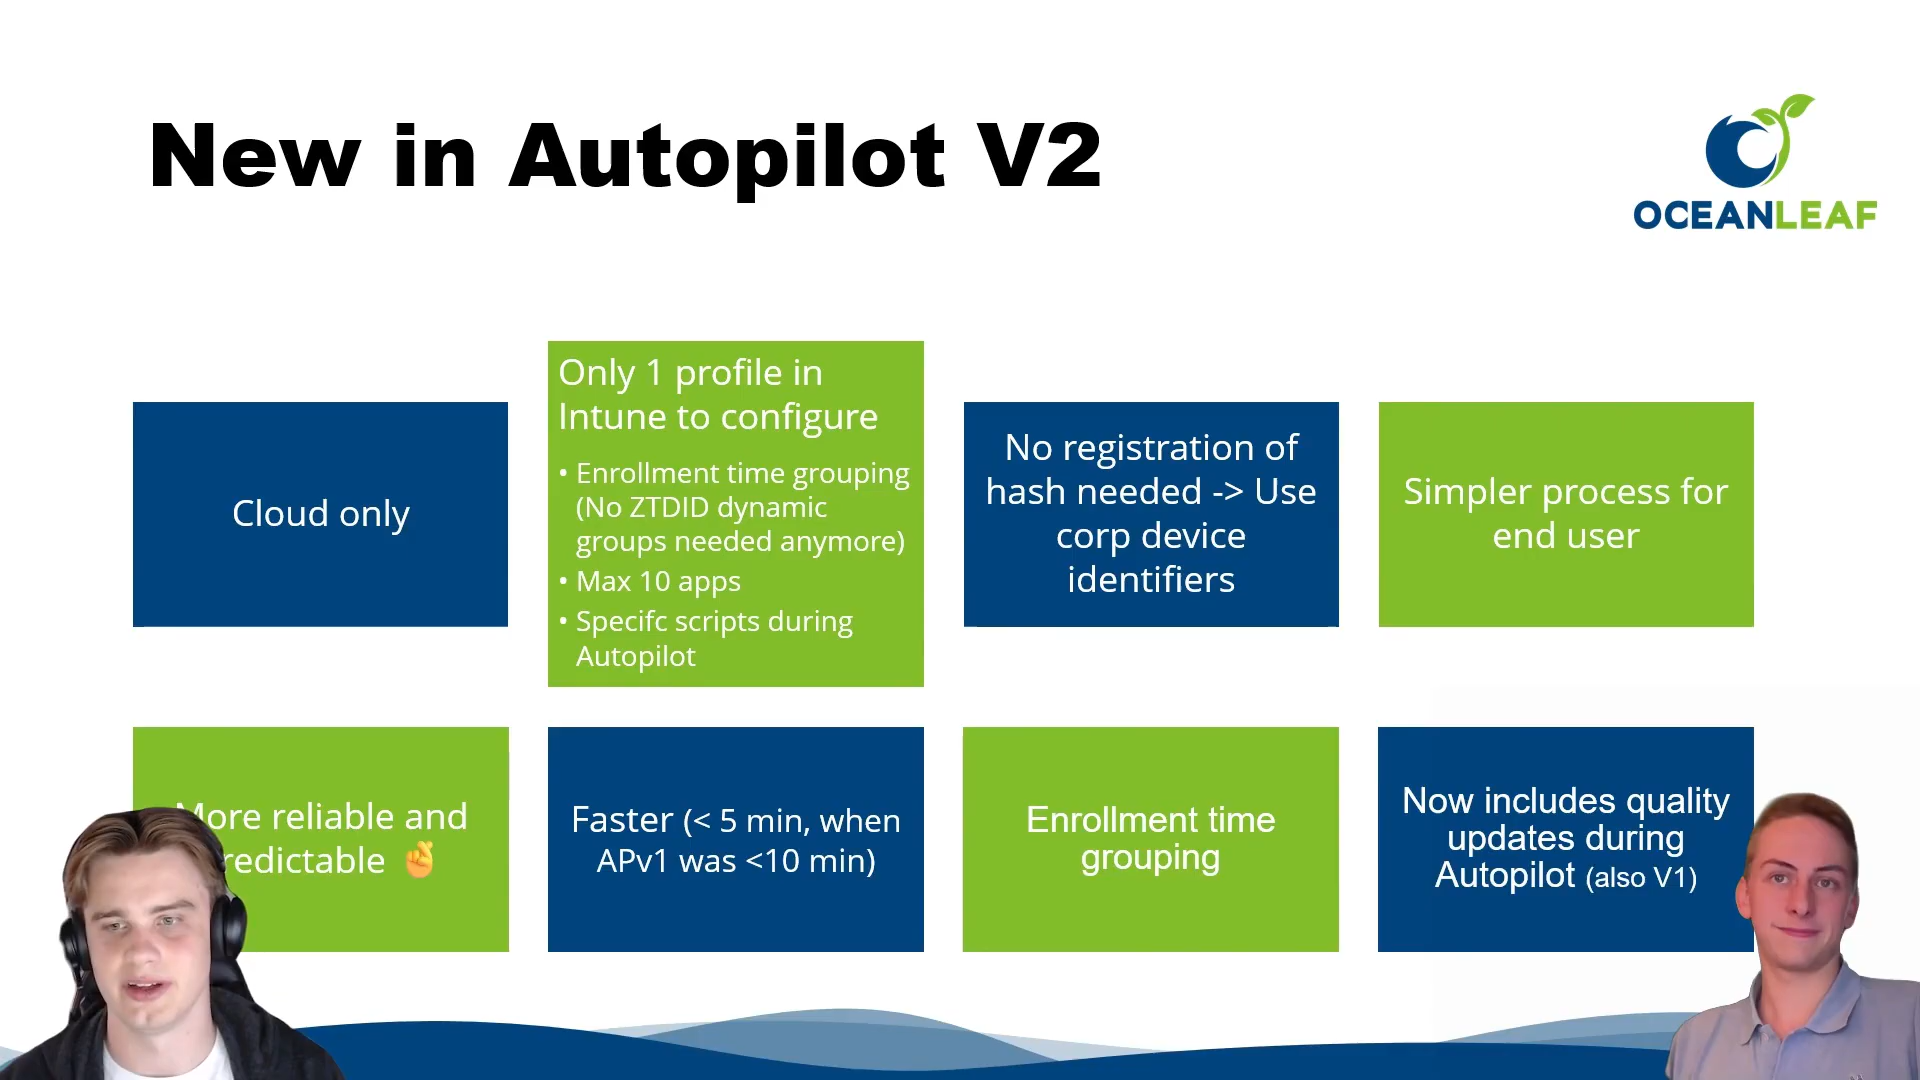 New in Autopilot V2
OCEANLEAF
Cloud only
Only 1 profile in
Intune to configure
• Enrollment time grouping
(No ZTDID dynamic
groups needed anymore)
• Max 10 apps
• Specifc scripts during
Autopilot
No registration of
hash needed -> Use
corp device
identifiers
Simpler process for
end user
More reliable and
redictable 🤞
Faster (< 5 min, when
APv1 was <10 min)
Enrollment time
grouping
Now includes quality
updates during
Autopilot (also V1)